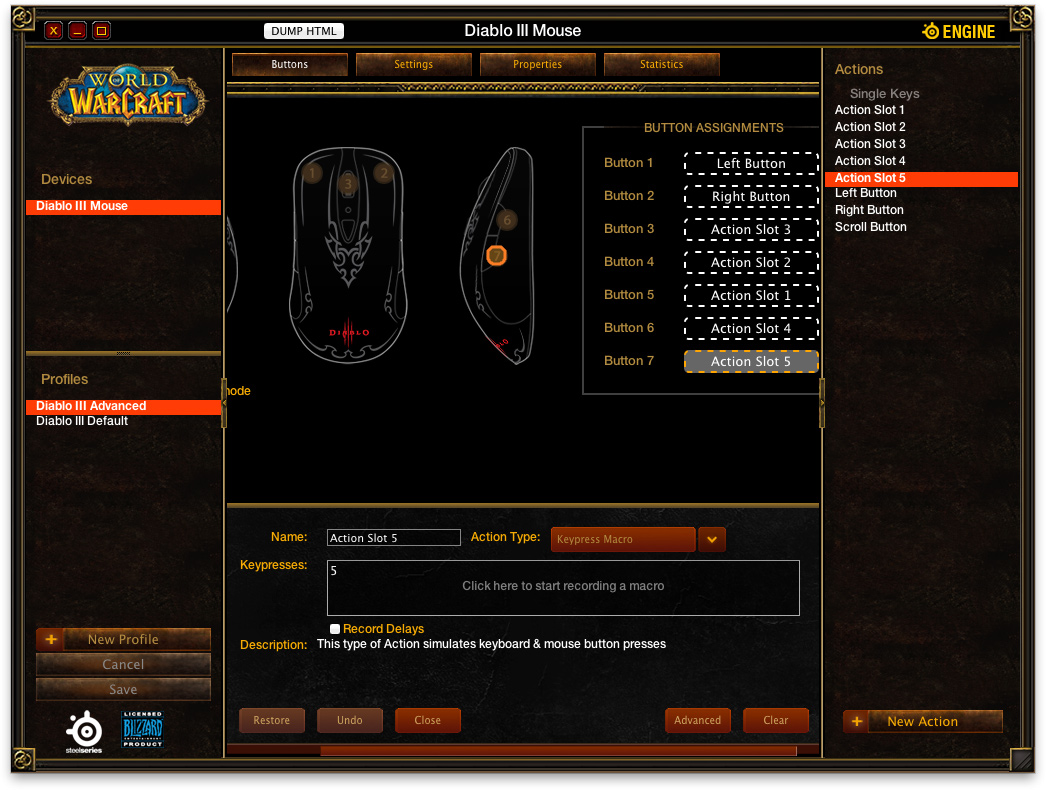 X
DUMP HTML
Diablo III Mouse
ENGINE
WORLD
OF
WARCRAFT
Devices
Diablo III Mouse
Profiles
Diablo III Advanced
Diablo III Default
+ New Profile
Cancel
Save
steelseries
LICENSED
BLIZZARD
ENTERTAINMENT
PRODUCT
Buttons
Settings
Properties
Statistics
1
2
3
6
7
DIABLO
node
BUTTON ASSIGNMENTS
Button 1 Left Button
Button 2 Right Button
Button 3 Action Slot 3
Button 4 Action Slot 2
Button 5 Action Slot 1
Button 6 Action Slot 4
Button 7 Action Slot 5
Name: Action Slot 5 Action Type: Keypress Macro
Keypresses: 5
Click here to start recording a macro
Record Delays
Description: This type of Action simulates keyboard & mouse button presses
Restore
Undo
Close
Advanced
Clear
Actions
Single Keys
Action Slot 1
Action Slot 2
Action Slot 3
Action Slot 4
Action Slot 5
Left Button
Right Button
Scroll Button
+ New Action